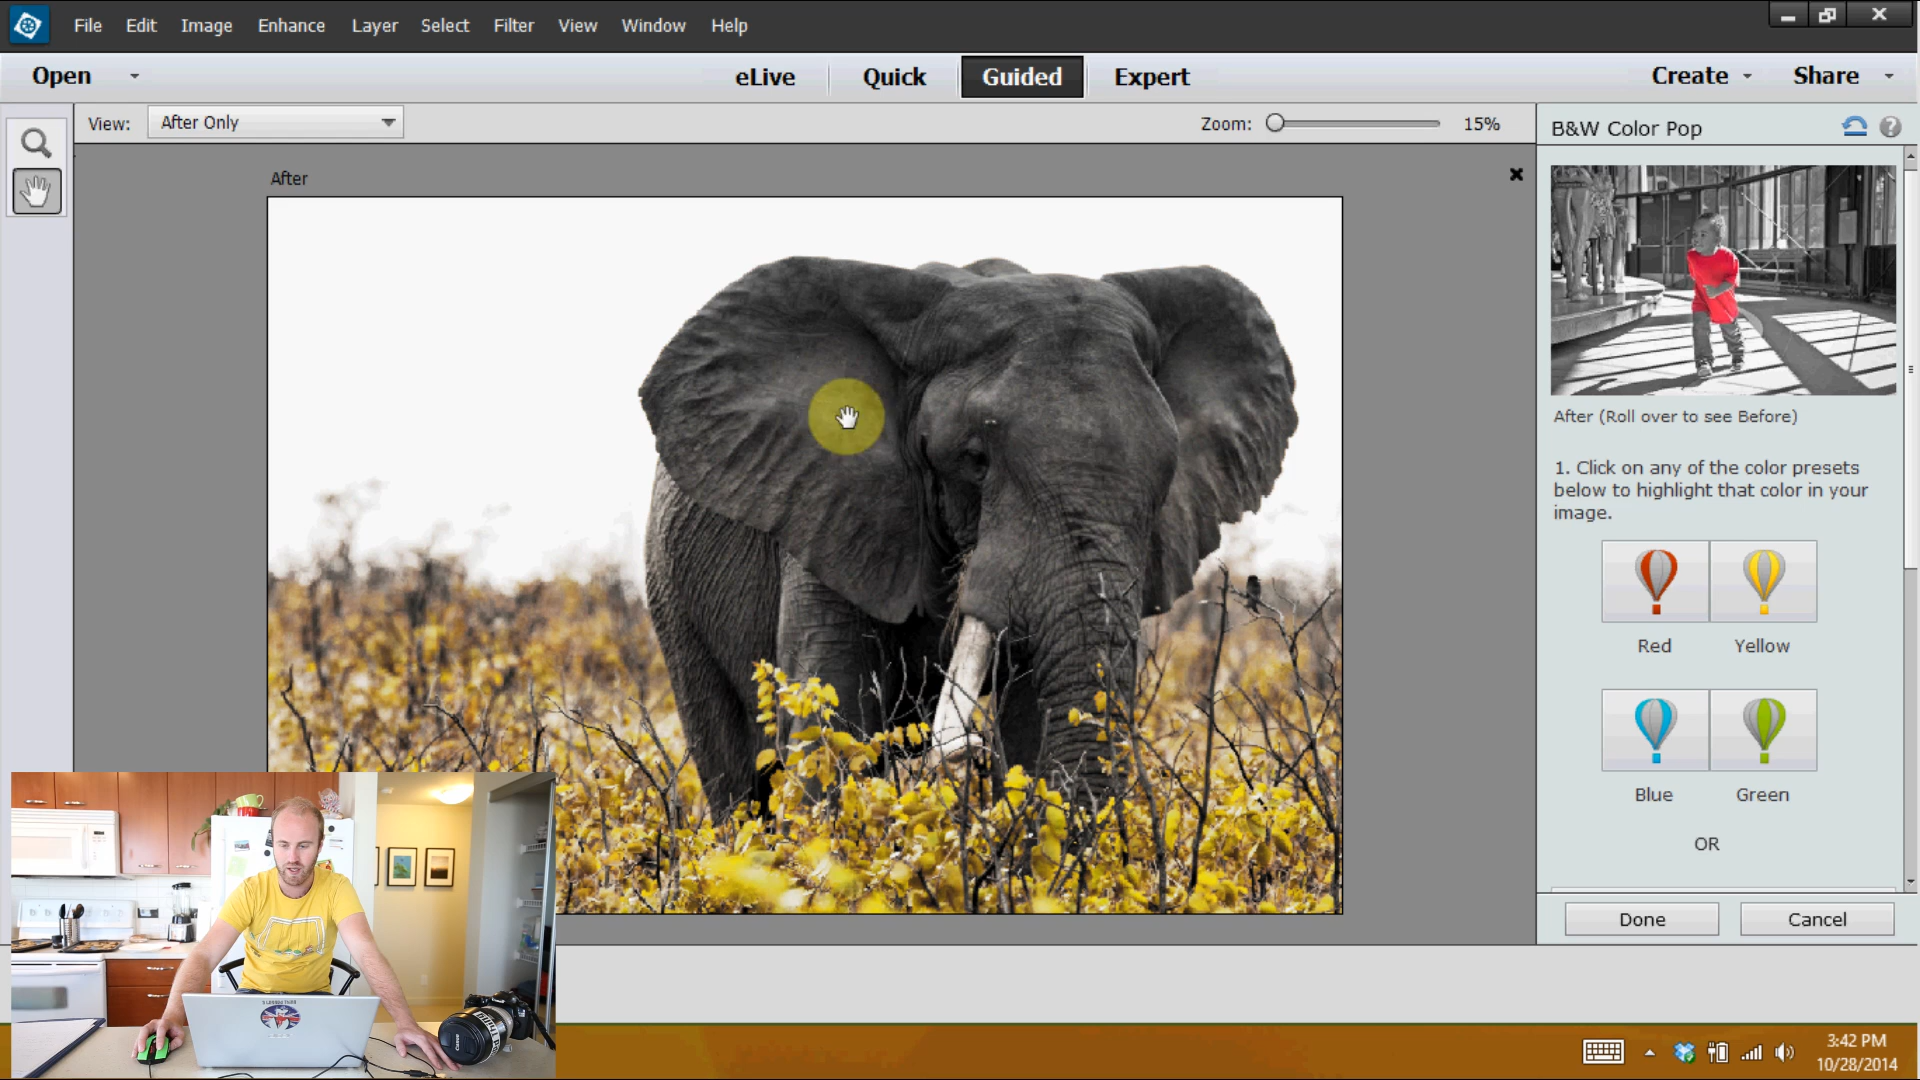 File Edit Image Enhance Layer Select Filter View Window Help
Open eLive Quick Guided Expert Create Share
View: After Only Zoom: 15% B&W Color Pop
After
After (Roll over to see Before)
1. Click on any of the color presets
below to highlight that color in your
image.
Red Yellow
Blue Green
OR
Done Cancel
3:42 PM
10/28/2014
Canon